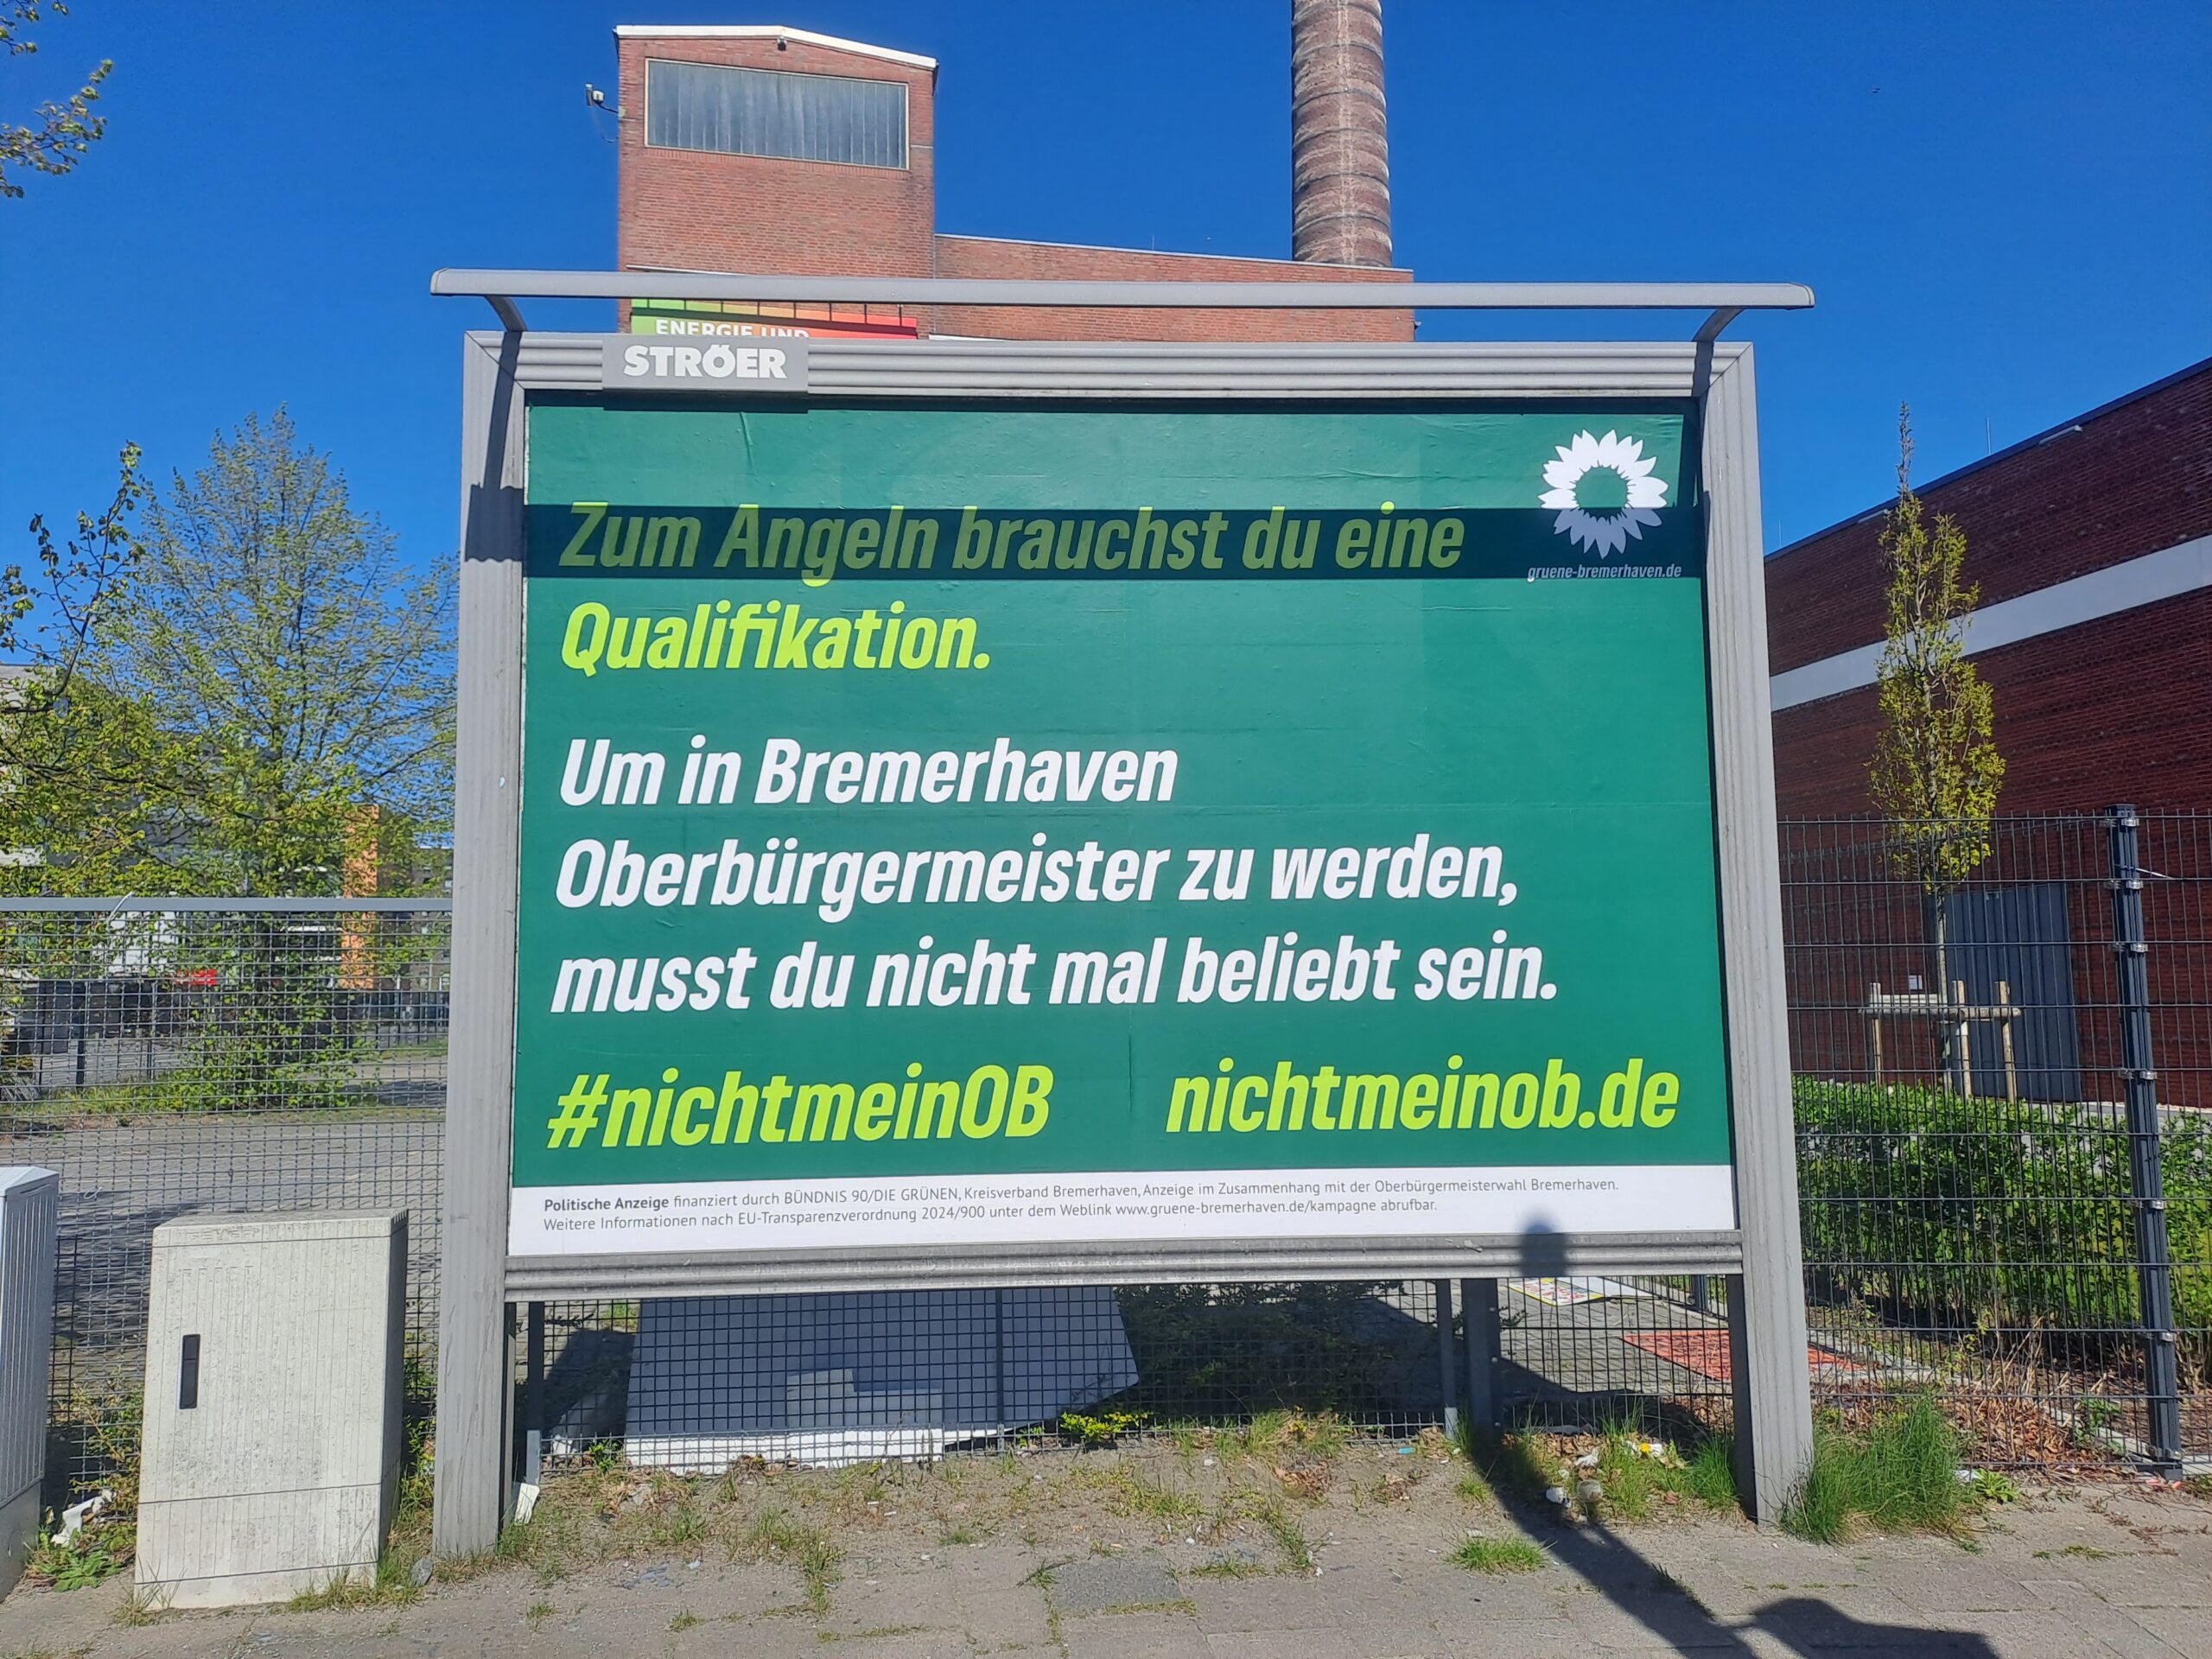 ENERGIE UND
STRÖER
Zum Angeln brauchst du eine
Qualifikation.
gruene-bremerhaven.de
Um in Bremerhaven
Oberbürgermeister zu werden,
musst du nicht mal beliebt sein.
#nichtmeinOB nichtmeinob.de
Politische Anzeige finanziert durch BÜNDNIS 90/DIE GRÜNEN, Kreisverband Bremerhaven, Anzeige im Zusammenhang mit der Oberbürgermeisterwahl Bremerhaven.
Weitere Informationen nach EU-Transparenzverordnung 2024/900 unter dem Weblink www.gruene-bremerhaven.de/kampagne abrufbar.